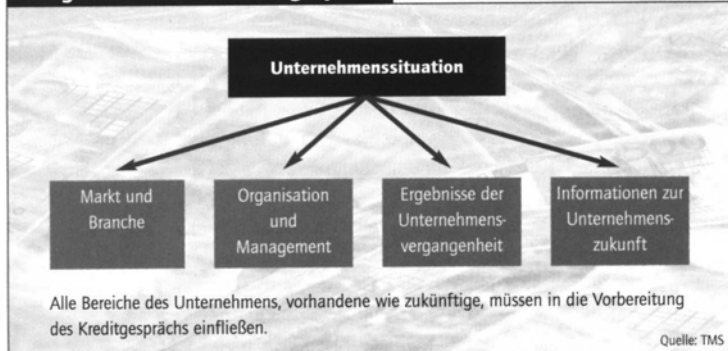 Unternehmenssituation
Markt und
Branche
Organisation
und
Management
Ergebnisse der
Unternehmens-
vergangenheit
Informationen zur
Unternehmens-
zukunft
Alle Bereiche des Unternehmens, vorhandene wie zukünftige, müssen in die Vorbereitung
des Kreditgesprächs einfließen.
Quelle: TMS